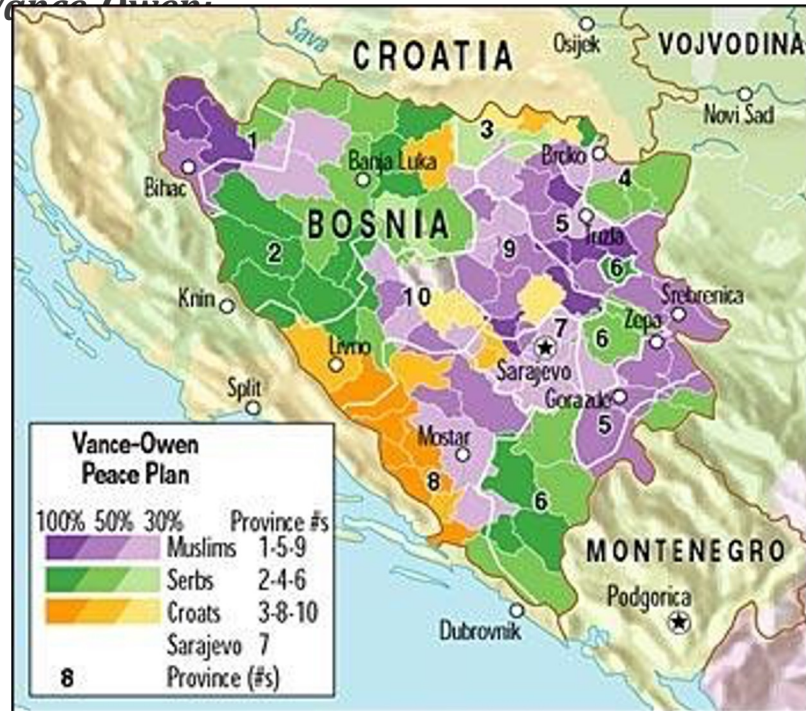 Vance-Owen:
Sava
CROATIA
Osijek
VOJVODINA
Novi Sad
3
1
Banja Luka
Brcko
4
Bihac
BOSNIA
5
Tuzla
2
9
6
10
Srebrenica
Knin
7
6
Zepa
Livno
Sarajevo
Split
Gorazde
5
Mostar
8
6
MONTENEGRO
Podgorica
Dubrovnik
Vance-Owen
Peace Plan
100% 50% 30% Province #s
Muslims 1-5-9
Serbs 2-4-6
Croats 3-8-10
Sarajevo 7
8 Province (#s)